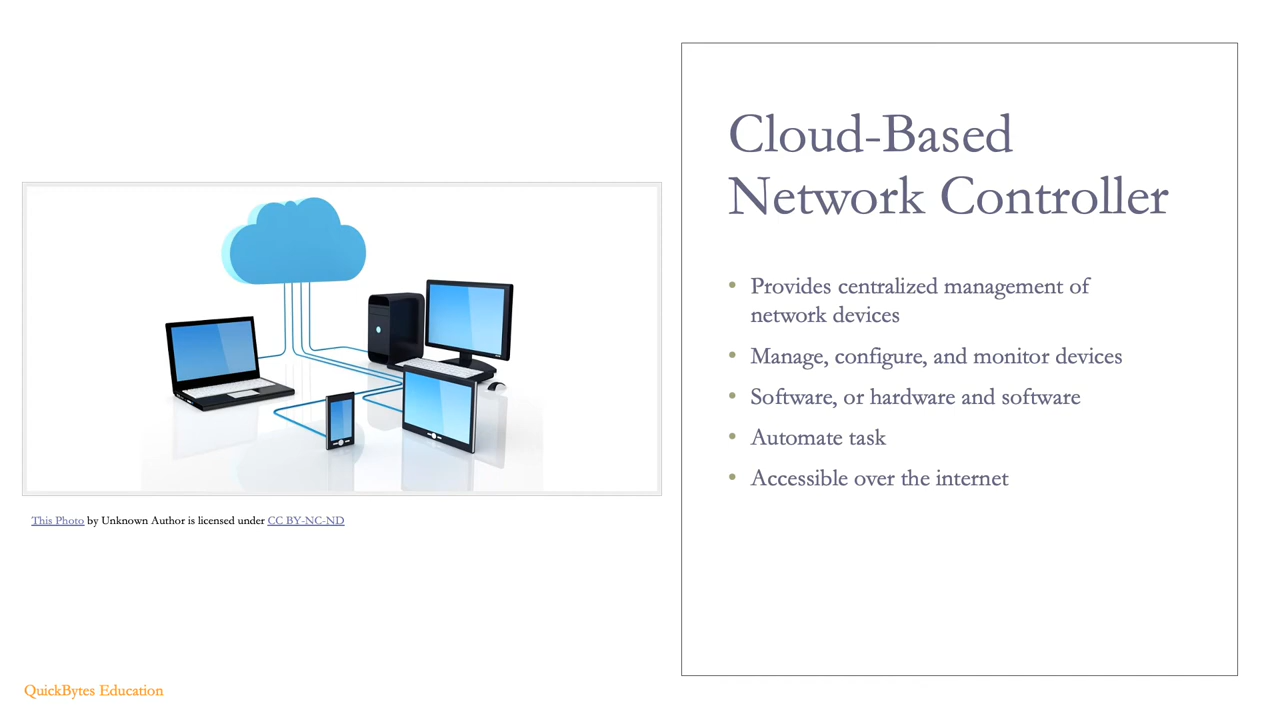 Cloud-Based
Network Controller
• Provides centralized management of
network devices
• Manage, configure, and monitor devices
• Software, or hardware and software
• Automate task
• Accessible over the internet
This Photo by Unknown Author is licensed under CC BY-NC-ND
QuickBytes Education